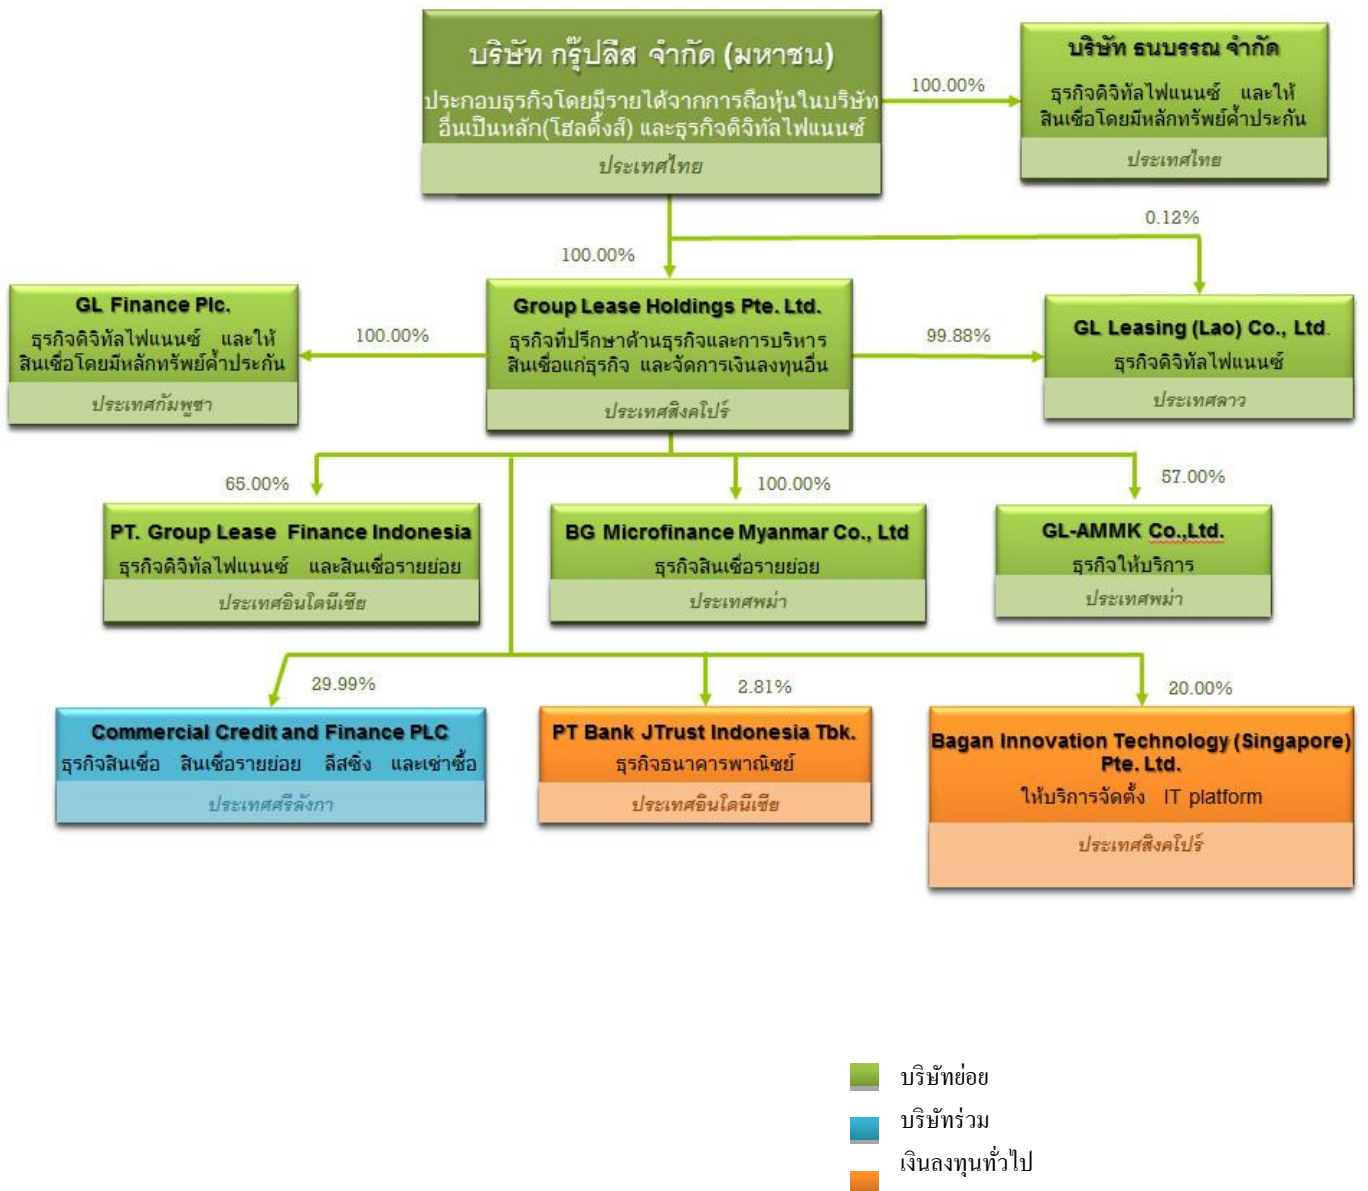 บริษัท กรุ๊ปลีส จำกัด (มหาชน)
ประกอบธุรกิจโดยมีรายได้จากการถือหุ้นในบริษัท
อื่นเป็นหลัก(โฮลดิ้งส์) และธุรกิจดิจิทัลไฟแนนซ์
ประเทศไทย
100.00%
บริษัท ธนบรรณ จำกัด
ธุรกิจดิจิทัลไฟแนนซ์ และให้
สินเชื่อโดยมีหลักทรัพย์ค้ำประกัน
ประเทศไทย
0.12%
100.00%
GL Finance Plc.
ธุรกิจดิจิทัลไฟแนนซ์ และให้
สินเชื่อโดยมีหลักทรัพย์ค้ำประกัน
ประเทศกัมพูชา
100.00%
Group Lease Holdings Pte. Ltd.
ธุรกิจที่ปรึกษาด้านธุรกิจและการบริหาร
สินเชื่อแก่ธุรกิจ และจัดการเงินลงทุนอื่น
ประเทศสิงคโปร์
99.88%
GL Leasing (Lao) Co., Ltd.
ธุรกิจดิจิทัลไฟแนนซ์
ประเทศลาว
65.00%
100.00%
57.00%
PT. Group Lease Finance Indonesia
ธุรกิจดิจิทัลไฟแนนซ์ และสินเชื่อรายย่อย
ประเทศอินโดนีเซีย
BG Microfinance Myanmar Co., Ltd
ธุรกิจสินเชื่อรายย่อย
ประเทศพม่า
GL-AMMK Co.,Ltd.
ธุรกิจให้บริการ
ประเทศพม่า
29.99%
2.81%
20.00%
Commercial Credit and Finance PLC
ธุรกิจสินเชื่อ สินเชื่อรายย่อย ลีสซิ่ง และเช่าซื้อ
ประเทศศรีลังกา
PT Bank JTrust Indonesia Tbk.
ธุรกิจธนาคารพาณิชย์
ประเทศอินโดนีเซีย
Bagan Innovation Technology (Singapore)
Pte. Ltd.
ให้บริการจัดตั้ง IT platform
ประเทศสิงคโปร์
บริษัทย่อย
บริษัทร่วม
เงินลงทุนทั่วไป